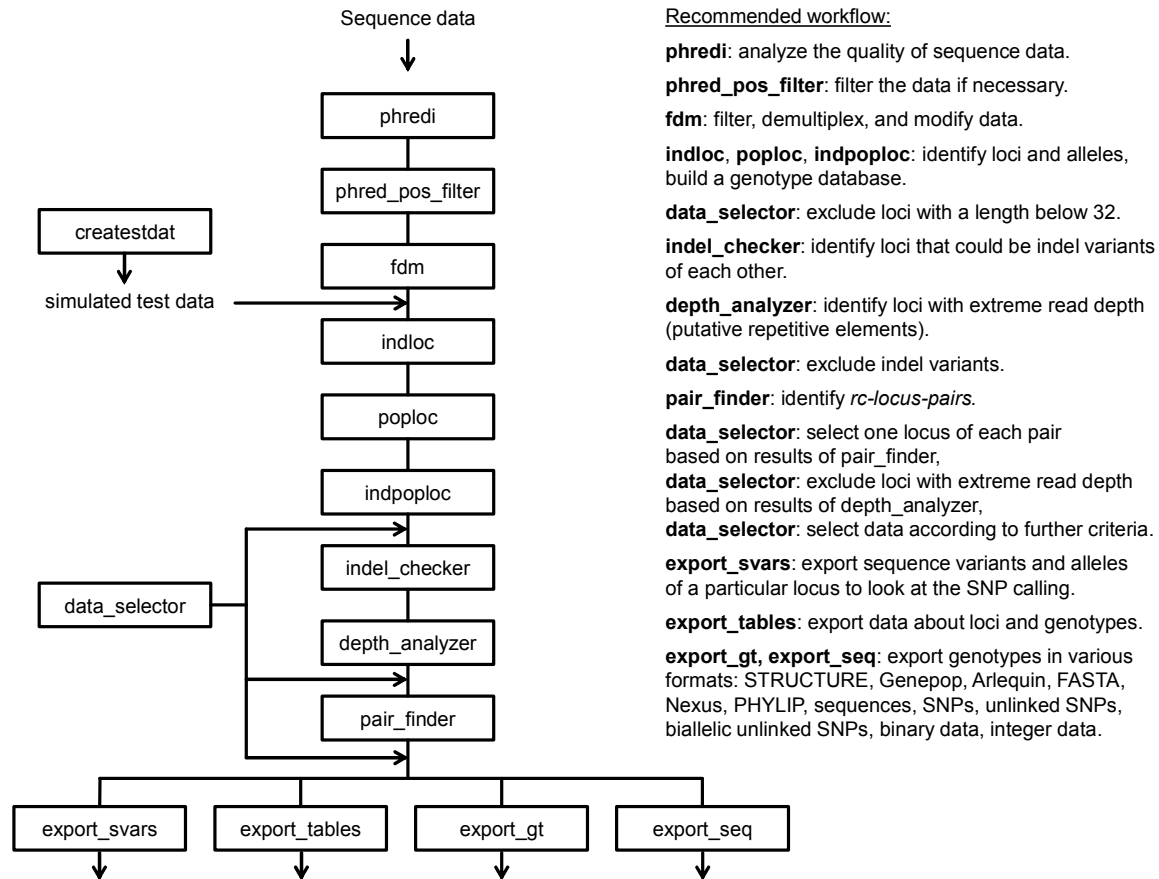 Sequence data
phredi
phred_pos_filter
createstdat
fdm
simulated test data
indloc
poploc
indpoploc
indel_checker
data_selector
depth_analyzer
pair_finder
export_svars
export_tables
export_gt
export_seq
Recommended workflow:
phredi: analyze the quality of sequence data.
phred_pos_filter: filter the data if necessary.
fdm: filter, demultiplex, and modify data.
indloc, poploc, indpoploc: identify loci and alleles,
build a genotype database.
data_selector: exclude loci with a length below 32.
indel_checker: identify loci that could be indel variants
of each other.
depth_analyzer: identify loci with extreme read depth
(putative repetitive elements).
data_selector: exclude indel variants.
pair_finder: identify rc-locus-pairs.
data_selector: select one locus of each pair
based on results of pair_finder,
data_selector: exclude loci with extreme read depth
based on results of depth_analyzer,
data_selector: select data according to further criteria.
export_svars: export sequence variants and alleles
of a particular locus to look at the SNP calling.
export_tables: export data about loci and genotypes.
export_gt, export_seq: export genotypes in various
formats: STRUCTURE, Genepop, Arlequin, FASTA,
Nexus, PHYLIP, sequences, SNPs, unlinked SNPs,
biallelic unlinked SNPs, binary data, integer data.